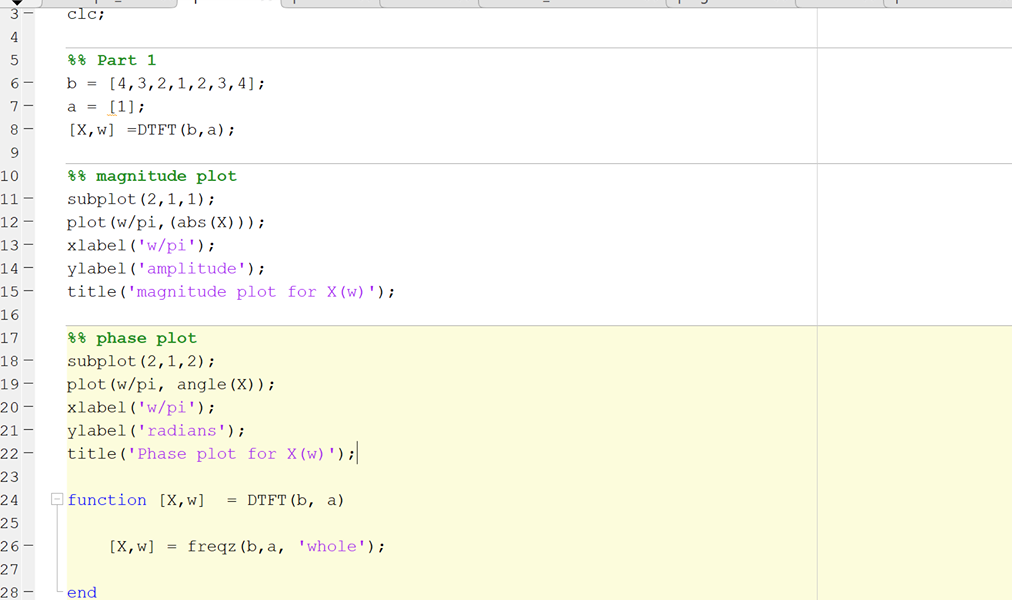 3 clc;
4
5 %% Part 1
6 b = [4,3,2,1,2,3,4];
7 a = [1];
8 [X,w] =DTFT(b,a);
9
10 %% magnitude plot
11 subplot(2,1,1);
12 plot(w/pi,(abs(X)));
13 xlabel('w/pi');
14 ylabel('amplitude');
15 title('magnitude plot for X(w)');
16
17 %% phase plot
18 subplot(2,1,2);
19 plot(w/pi, angle(X));
20 xlabel('w/pi');
21 ylabel('radians');
22 title('Phase plot for X(w)');
23
24 function [X,w]  = DTFT(b, a)
25
26 [X,w] = freqz(b,a, 'whole');
27
28 end